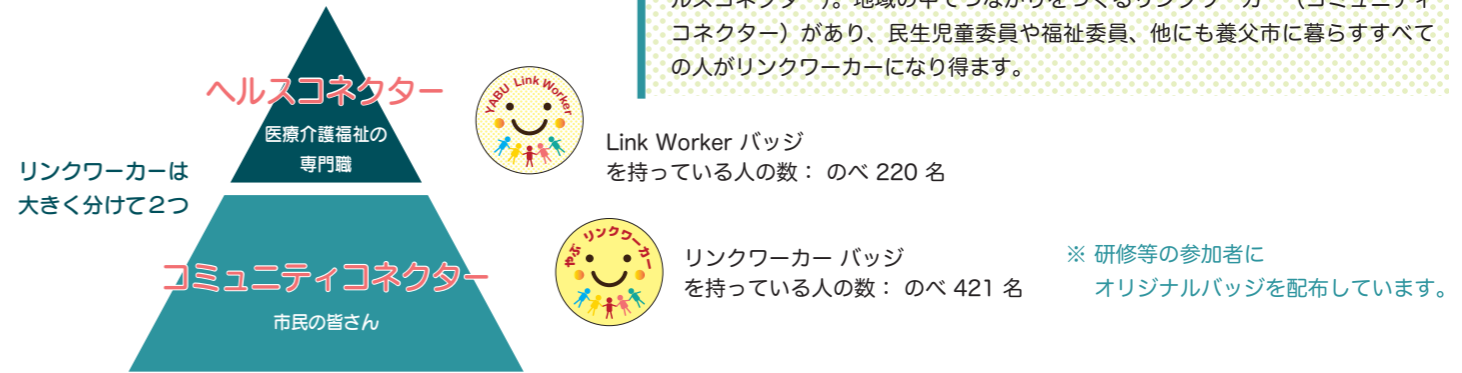 ルスコネクター）。地域の中でつながりをつくるリンクワーカー（コミュニティ
コネクター）があり、民生児童委員や福祉委員、他にも養父市に暮らすすべて
の人がリンクワーカーになり得ます。
リンクワーカーは
大きく分けて２つ
ヘルスコネクター
医療介護福祉の
専門職
YABU Link Worker
Link Worker バッジ
を持っている人の数： のべ 220 名
コミュニティコネクター
市民の皆さん
やぶ リンクワーカー
リンクワーカー バッジ
を持っている人の数： のべ 421 名
※ 研修等の参加者に
オリジナルバッジを配布しています。